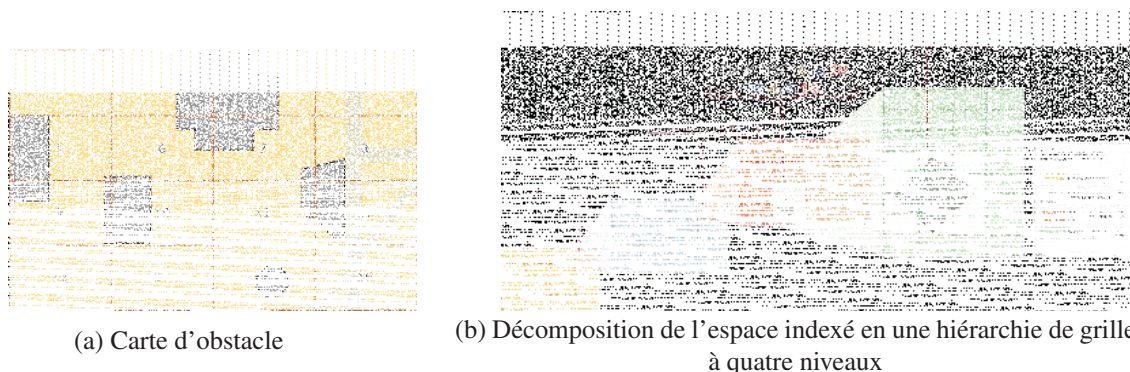 (a) Carte d'obstacle
(b) Décomposition de l'espace indexé en une hiérarchie de grille
à quatre niveaux